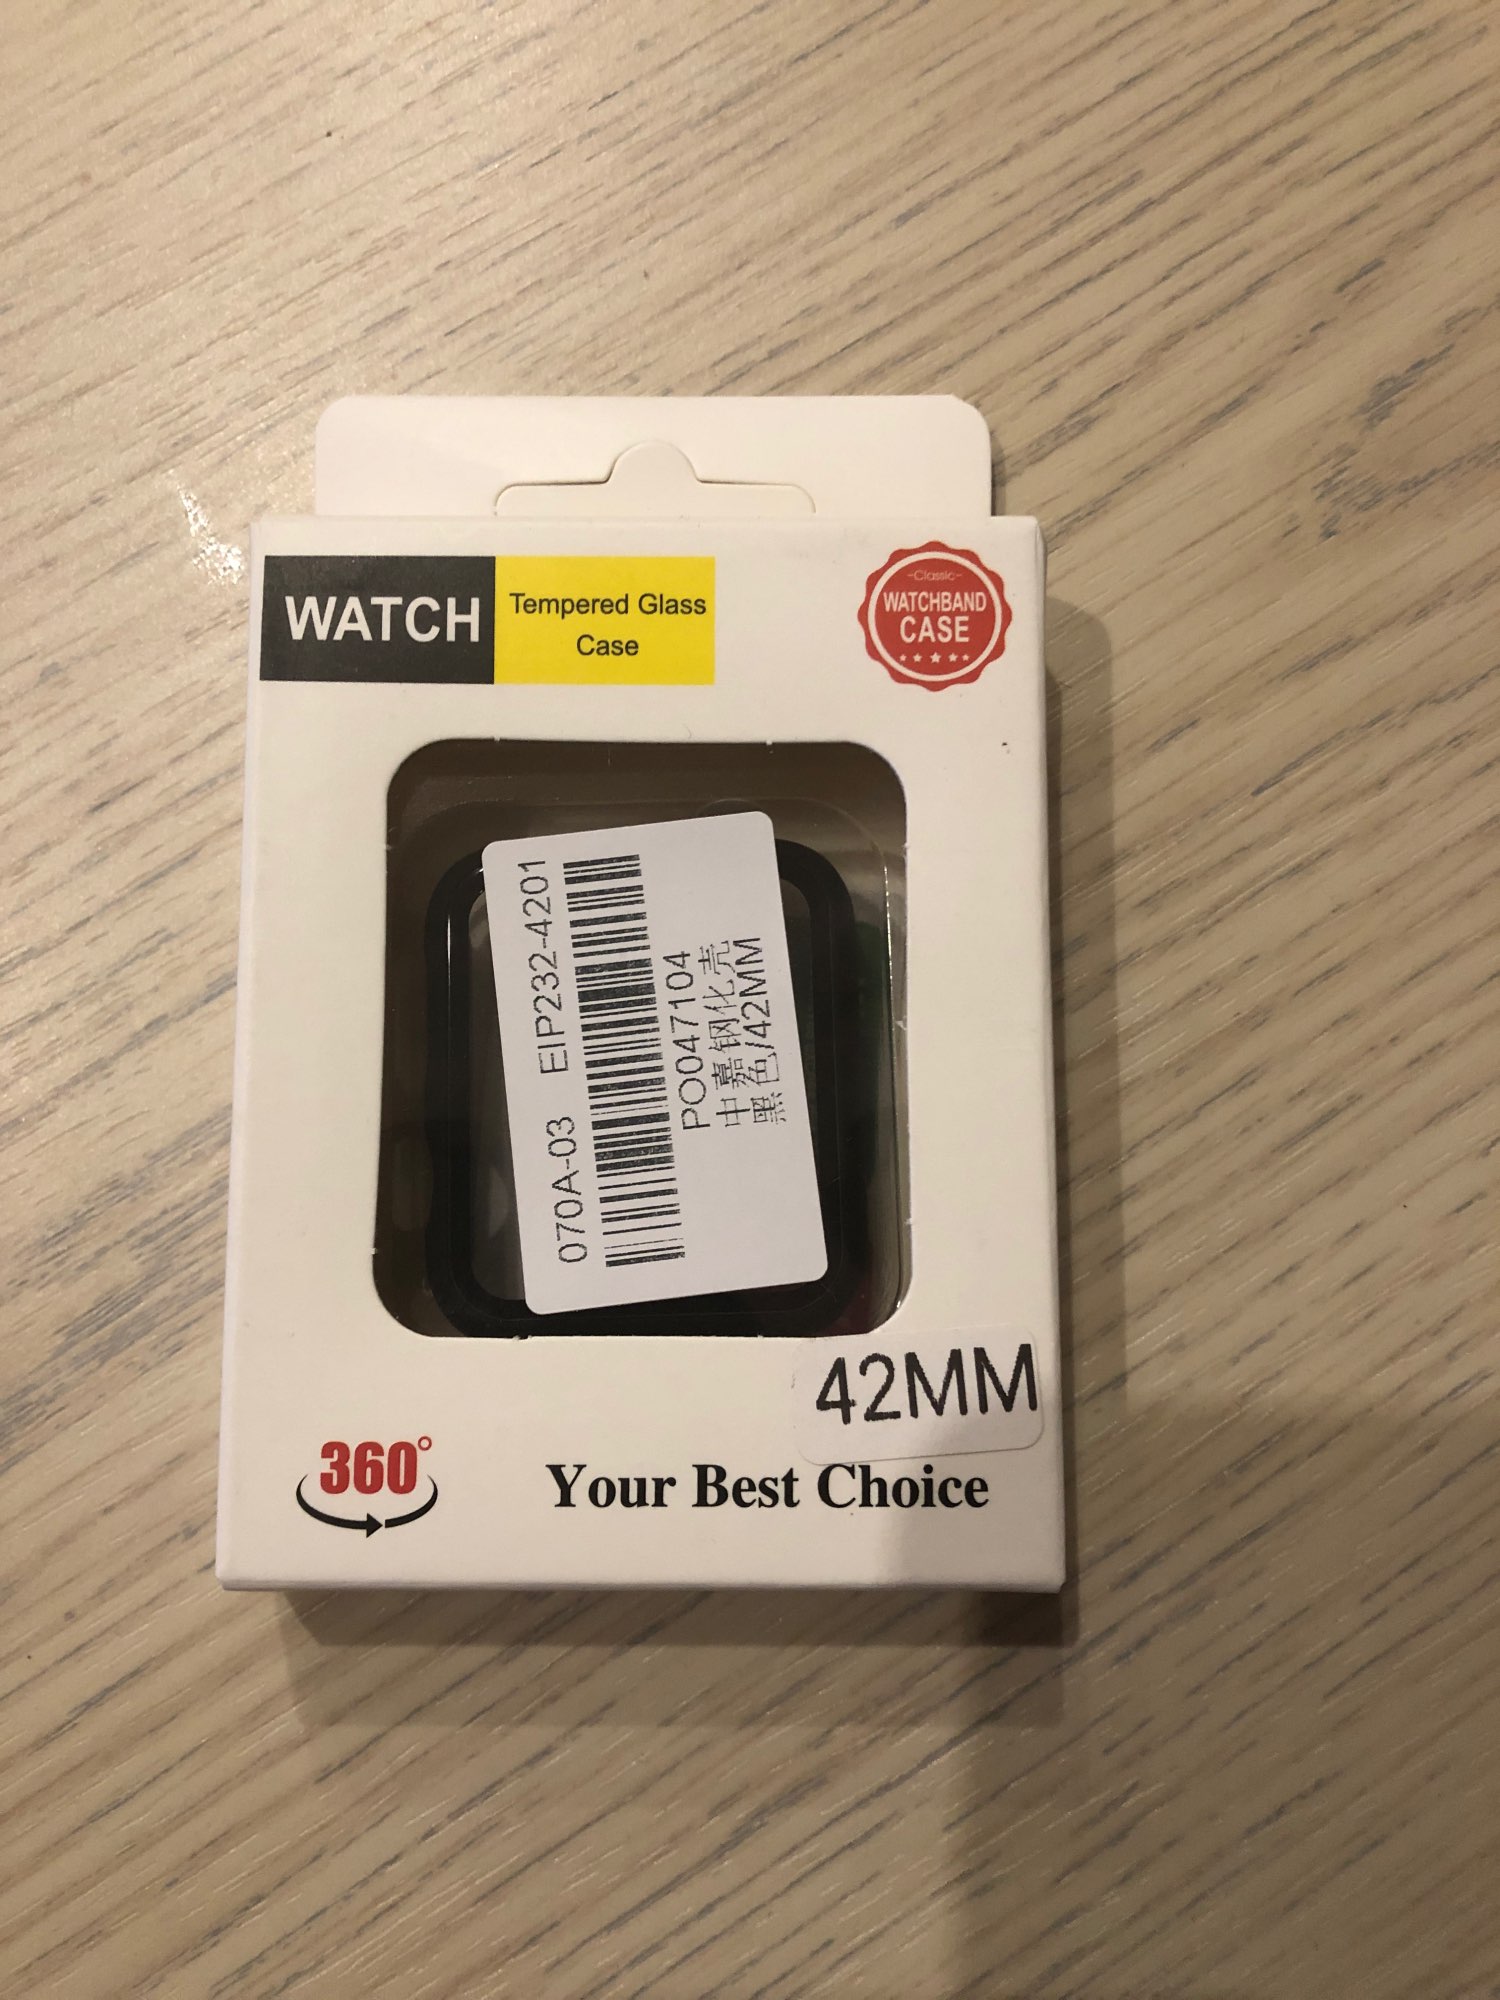 WATCH
Tempered Glass
Case
-Classic-
WATCHBAND
CASE
070A-03 EIP232-4201
PO047104
中嘉钢化壳
黑色/42MM
42MM
360°
Your Best Choice